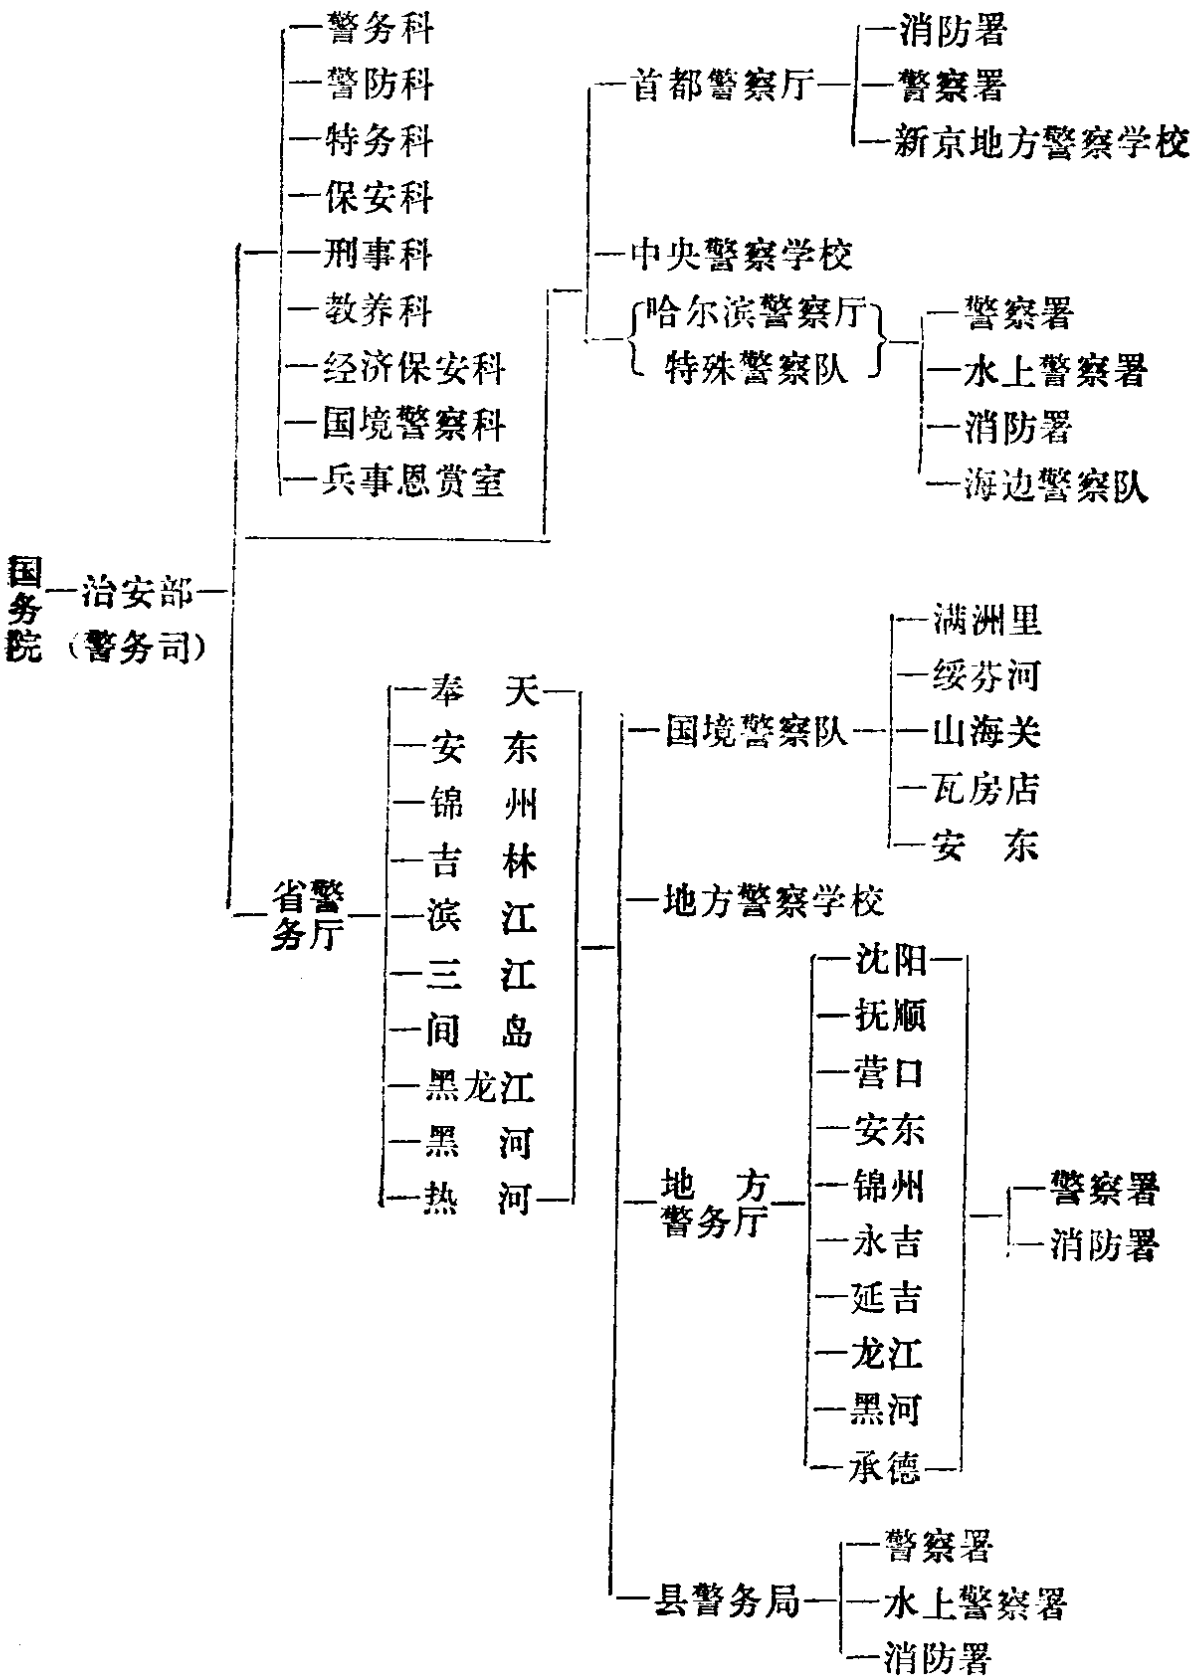 国务院
治安部
（警务司）
警务科
警防科
特务科
保安科
刑事科
教养科
经济保安科
国境警察科
兵事恩赏室
首都警察厅
消防署
警察署
新京地方警察学校
中央警察学校
哈尔滨警察厅
特殊警察队
警察署
水上警察署
消防署
海边警察队
省警
务厅
奉天
安东
锦州
吉林
滨江
三江
间岛
黑龙江
黑河
热河
国境警察队
满洲里
绥芬河
山海关
瓦房店
安东
地方警察学校
地方
警务厅
沈阳
抚顺
营口
安东
锦州
永吉
延吉
龙江
黑河
承德
警察署
消防署
县警务局
警察署
水上警察署
消防署